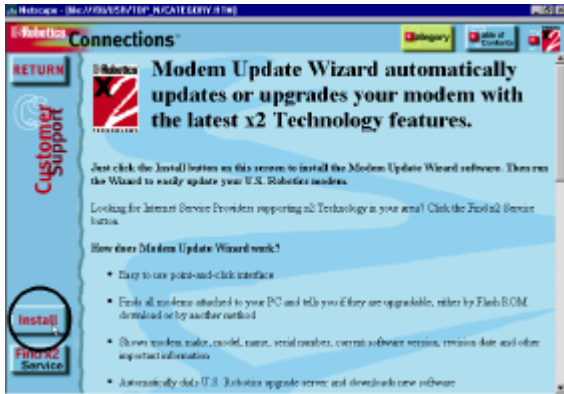 Netscape - [file:///D|/USR/TOP_N/CATEGORY.HTM]
U.S. Robotics
Connections™
Category
Table of
Contents
RETURN
Customer
Support
U.S. Robotics
X2
TECHNOLOGY
Modem Update Wizard automatically
updates or upgrades your modem with
the latest x2 Technology features.
Just click the Install button on this screen to install the Modem Update Wizard software. Then run
the Wizard to easily update your U.S. Robotics modem.
Looking for Internet Service Providers supporting x2 Technology in your area? Click the Find x2 Service
button.
How does Modem Update Wizard work?
• Easy to use point-and-click interface
• Finds all modems attached to your PC and tells you if they are upgradable, either by Flash ROM
download or by another method
• Shows modem make, model, name, serial number, current software version, revision date and other
important information
• Automatically dials U.S. Robotics upgrade server and downloads new software
Install
Find x2
Service